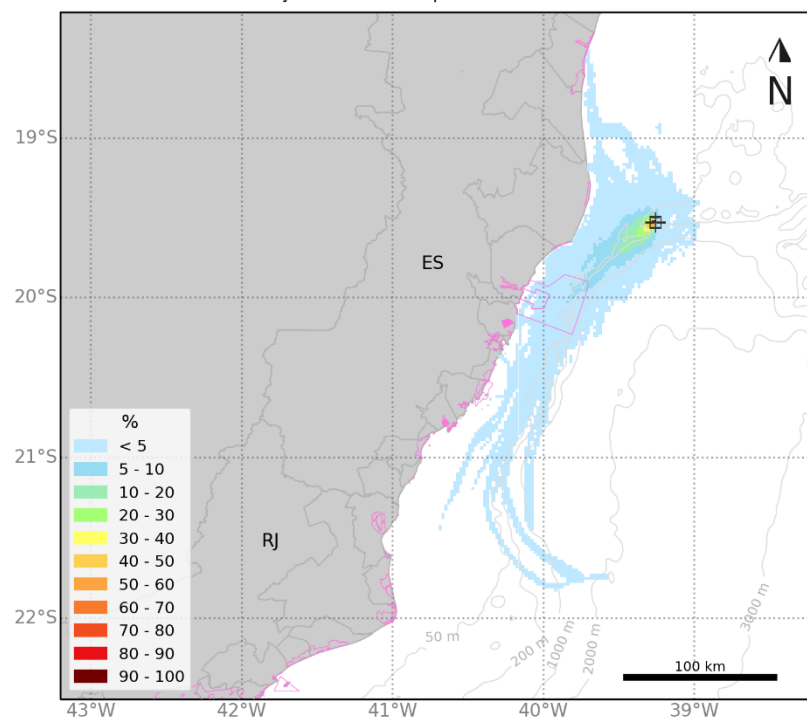 N
19°S
20°S
21°S
22°S
ES
RJ
%
< 5
5 - 10
10 - 20
20 - 30
30 - 40
40 - 50
50 - 60
60 - 70
70 - 80
80 - 90
90 - 100
50 m
200 m
1000 m
2000 m
3000 m
100 km
43°W
42°W
41°W
40°W
39°W